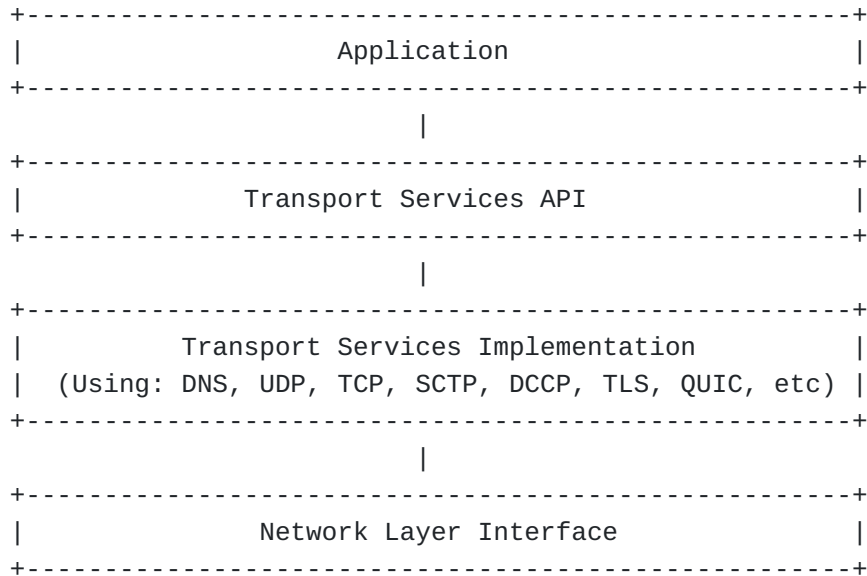 Application
Transport Services API
Transport Services Implementation
(Using: DNS, UDP, TCP, SCTP, DCCP, TLS, QUIC, etc)
Network Layer Interface